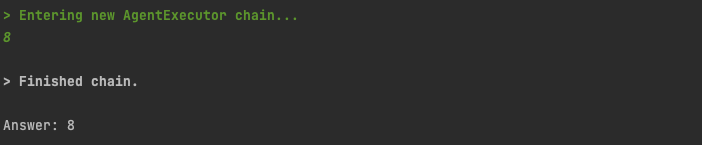 > Entering new AgentExecutor chain...
8
> Finished chain.
Answer: 8